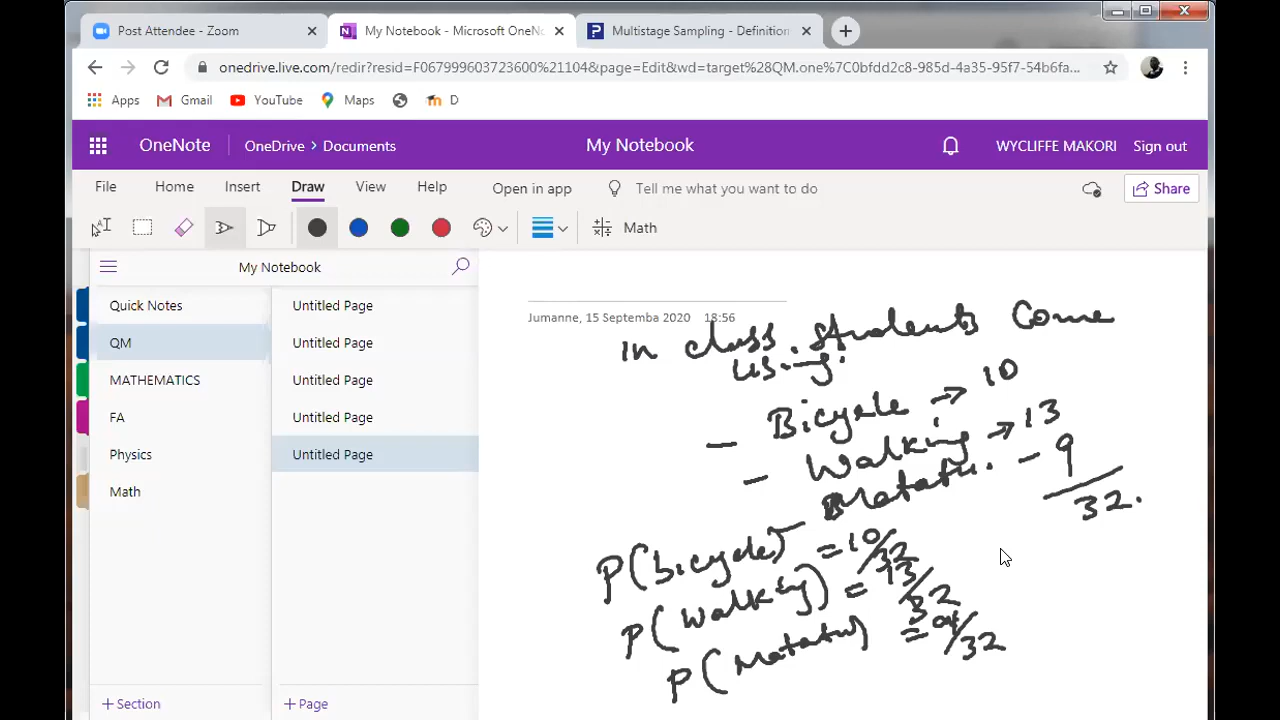 Post Attendee - Zoom
My Notebook - Microsoft OneNo
Multistage Sampling - Definition
onedrive.live.com/redir?resid=F067999603723600%21104&page=Edit&wd=target%28QM.one%7C0bfdd2c8-985d-4a35-95f7-54b6fa...
Apps Gmail YouTube Maps D
OneNote OneDrive > Documents My Notebook WYCLIFFE MAKORI Sign out
File Home Insert Draw View Help Open in app Tell me what you want to do Share
Math
My Notebook
Quick Notes
QM
MATHEMATICS
FA
Physics
Math
Untitled Page
Untitled Page
Untitled Page
Untitled Page
Untitled Page
+ Section
+ Page
Jumanne, 15 Septemba 2020 18:56
in class. students come
using:
- Bicycle → 10
- Walking → 13
- Matatu. - 9
32.
P(bicycle) = 10/32
P(Walking) = 13/32
P(Matatu) = 9/32